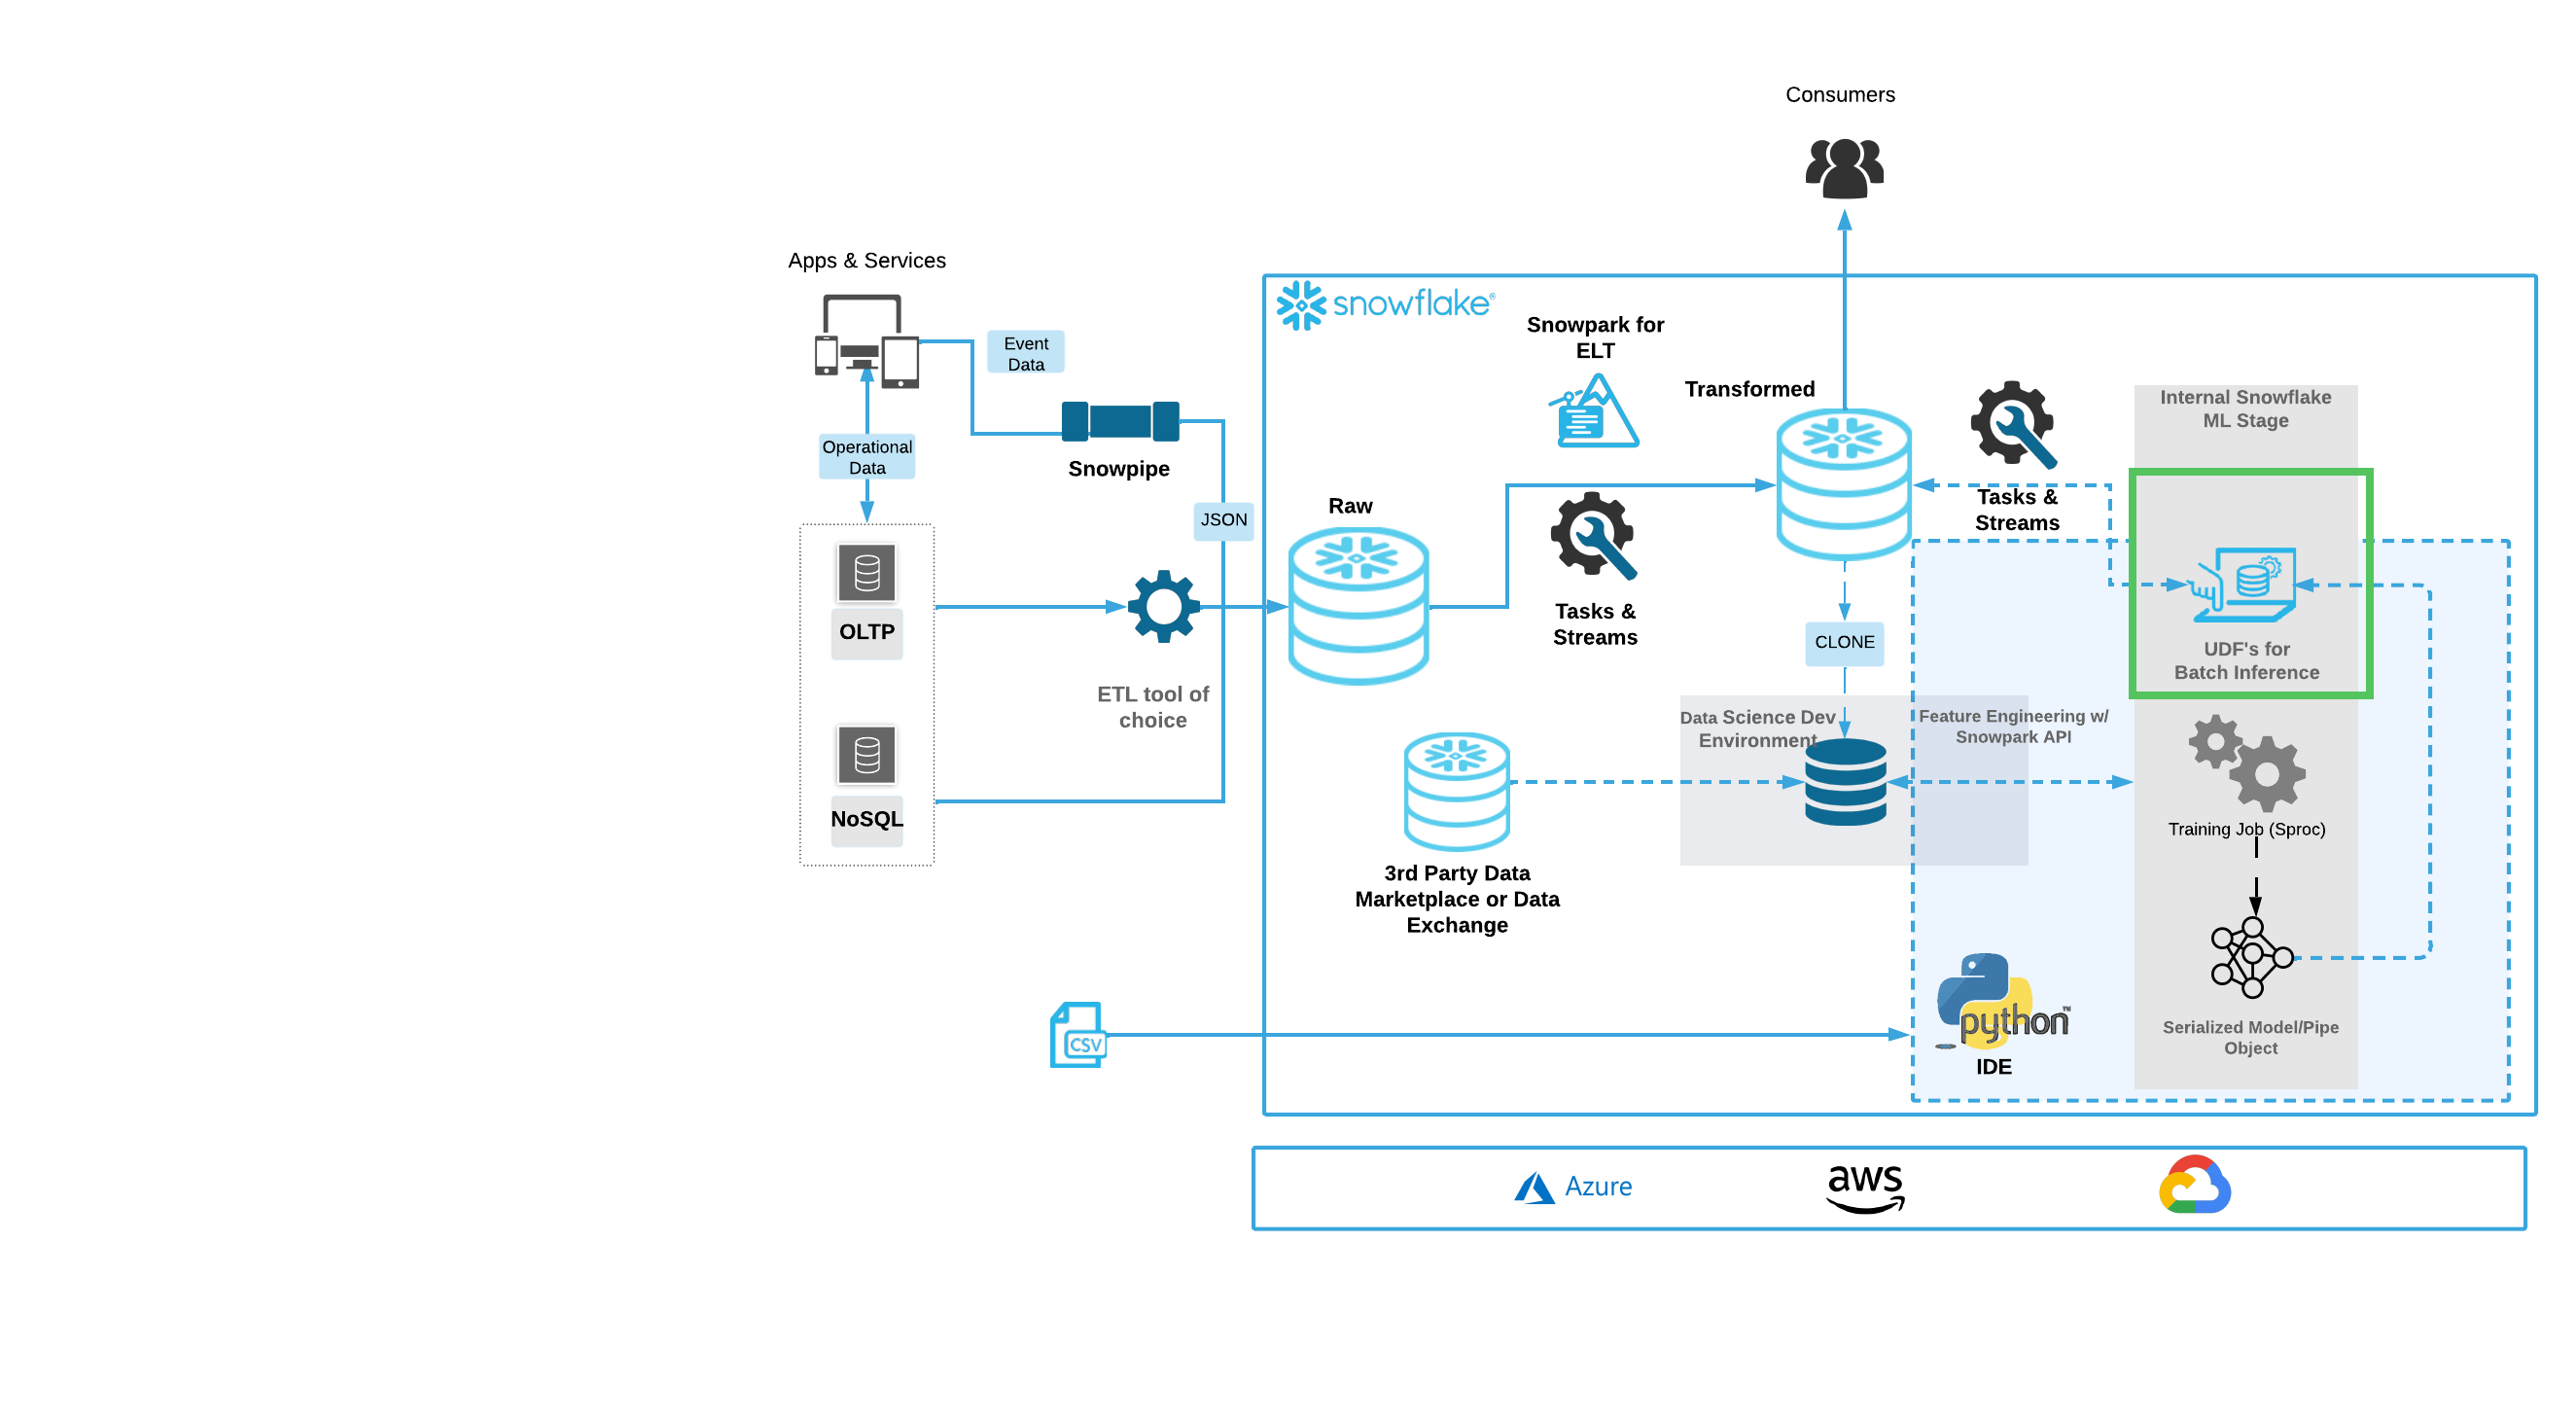 Consumers
Apps & Services
Event
Data
Operational
Data
Snowpipe
JSON
OLTP
NoSQL
ETL tool of
choice
snowflake®
Snowpark for
ELT
Transformed
Raw
Tasks &
Streams
Tasks &
Streams
Internal Snowflake
ML Stage
UDF's for
Batch Inference
CLONE
Data Science Dev
Environment
Feature Engineering w/
Snowpark API
Training Job (Sproc)
3rd Party Data
Marketplace or Data
Exchange
CSV
python™
IDE
Serialized Model/Pipe
Object
Azure
aws